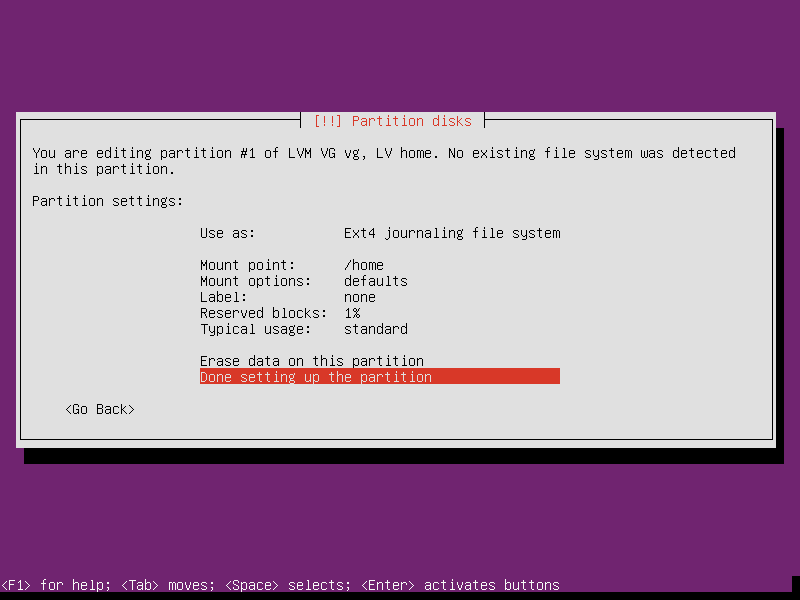 [!!] Partition disks
You are editing partition #1 of LVM VG vg, LV home. No existing file system was detected
in this partition.
Partition settings:
Use as: Ext4 journaling file system
Mount point: /home
Mount options: defaults
Label: none
Reserved blocks: 1%
Typical usage: standard
Erase data on this partition
Done setting up the partition
<Go Back>
<F1> for help; <Tab> moves; <Space> selects; <Enter> activates buttons